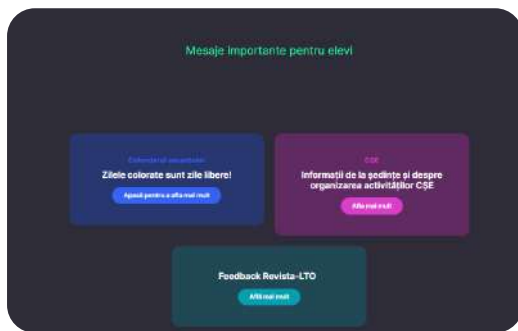 Mesaje importante pentru elevi
Calendarul vacanțelor
Zilele colorate sunt zile libere!
Apasă pentru a afla mai mult
CȘE
Informații de la ședințe și despre
organizarea activităților CȘE
Afla mai mult
Feedback Revista-LTO
Află mai mult